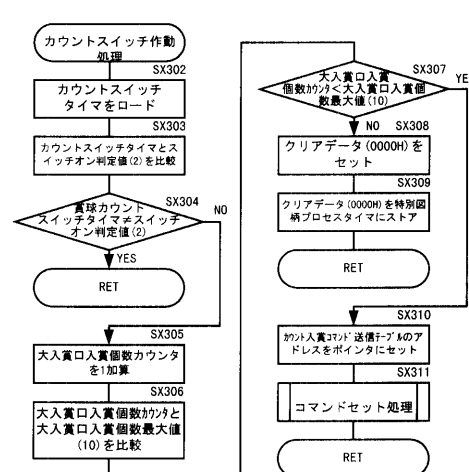 カウントスイッチ作動
処理
SX302
カウントスイッチ
タイマをロード
SX303
カウントスイッチタイマとス
イッチオン判定値(2)を比較
SX304
賞球カウント
スイッチタイマ≠スイッチ
オン判定値(2)
NO
YES
RET
SX305
大入賞口入賞個数カウンタ
を1加算
SX306
大入賞口入賞個数カウンタと
大入賞口入賞個数最大値
(10)を比較
SX307
大入賞口入賞
個数カウンタ<大入賞口入賞個
数最大値(10)
YE
NO
SX308
クリアデータ(0000H)を
セット
SX309
クリアデータ(0000H)を特別図
柄プロセスタイマにストア
RET
SX310
カウント入賞コマンド送信テーブルのア
ドレスをポインタにセット
SX311
コマンドセット処理
RET